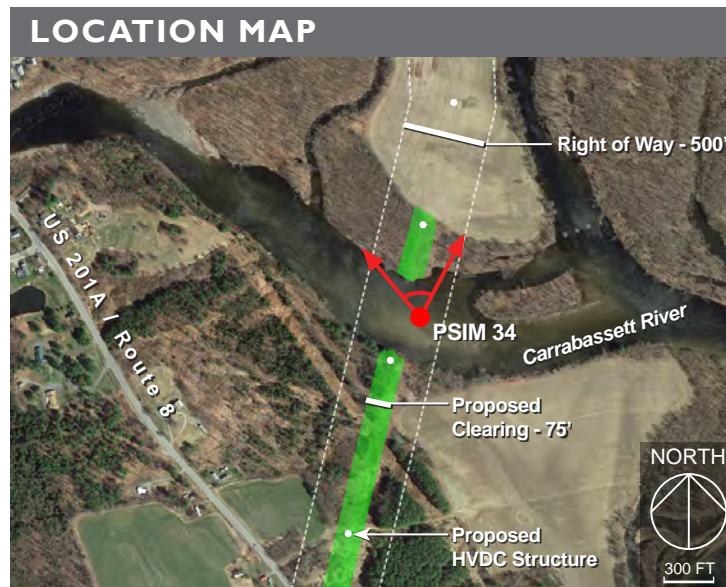 LOCATION MAP
Right of Way - 500'
US 201A / Route 8
PSIM 34
Carrabassett River
Proposed
Clearing - 75'
Proposed
HVDC Structure
NORTH
300 FT